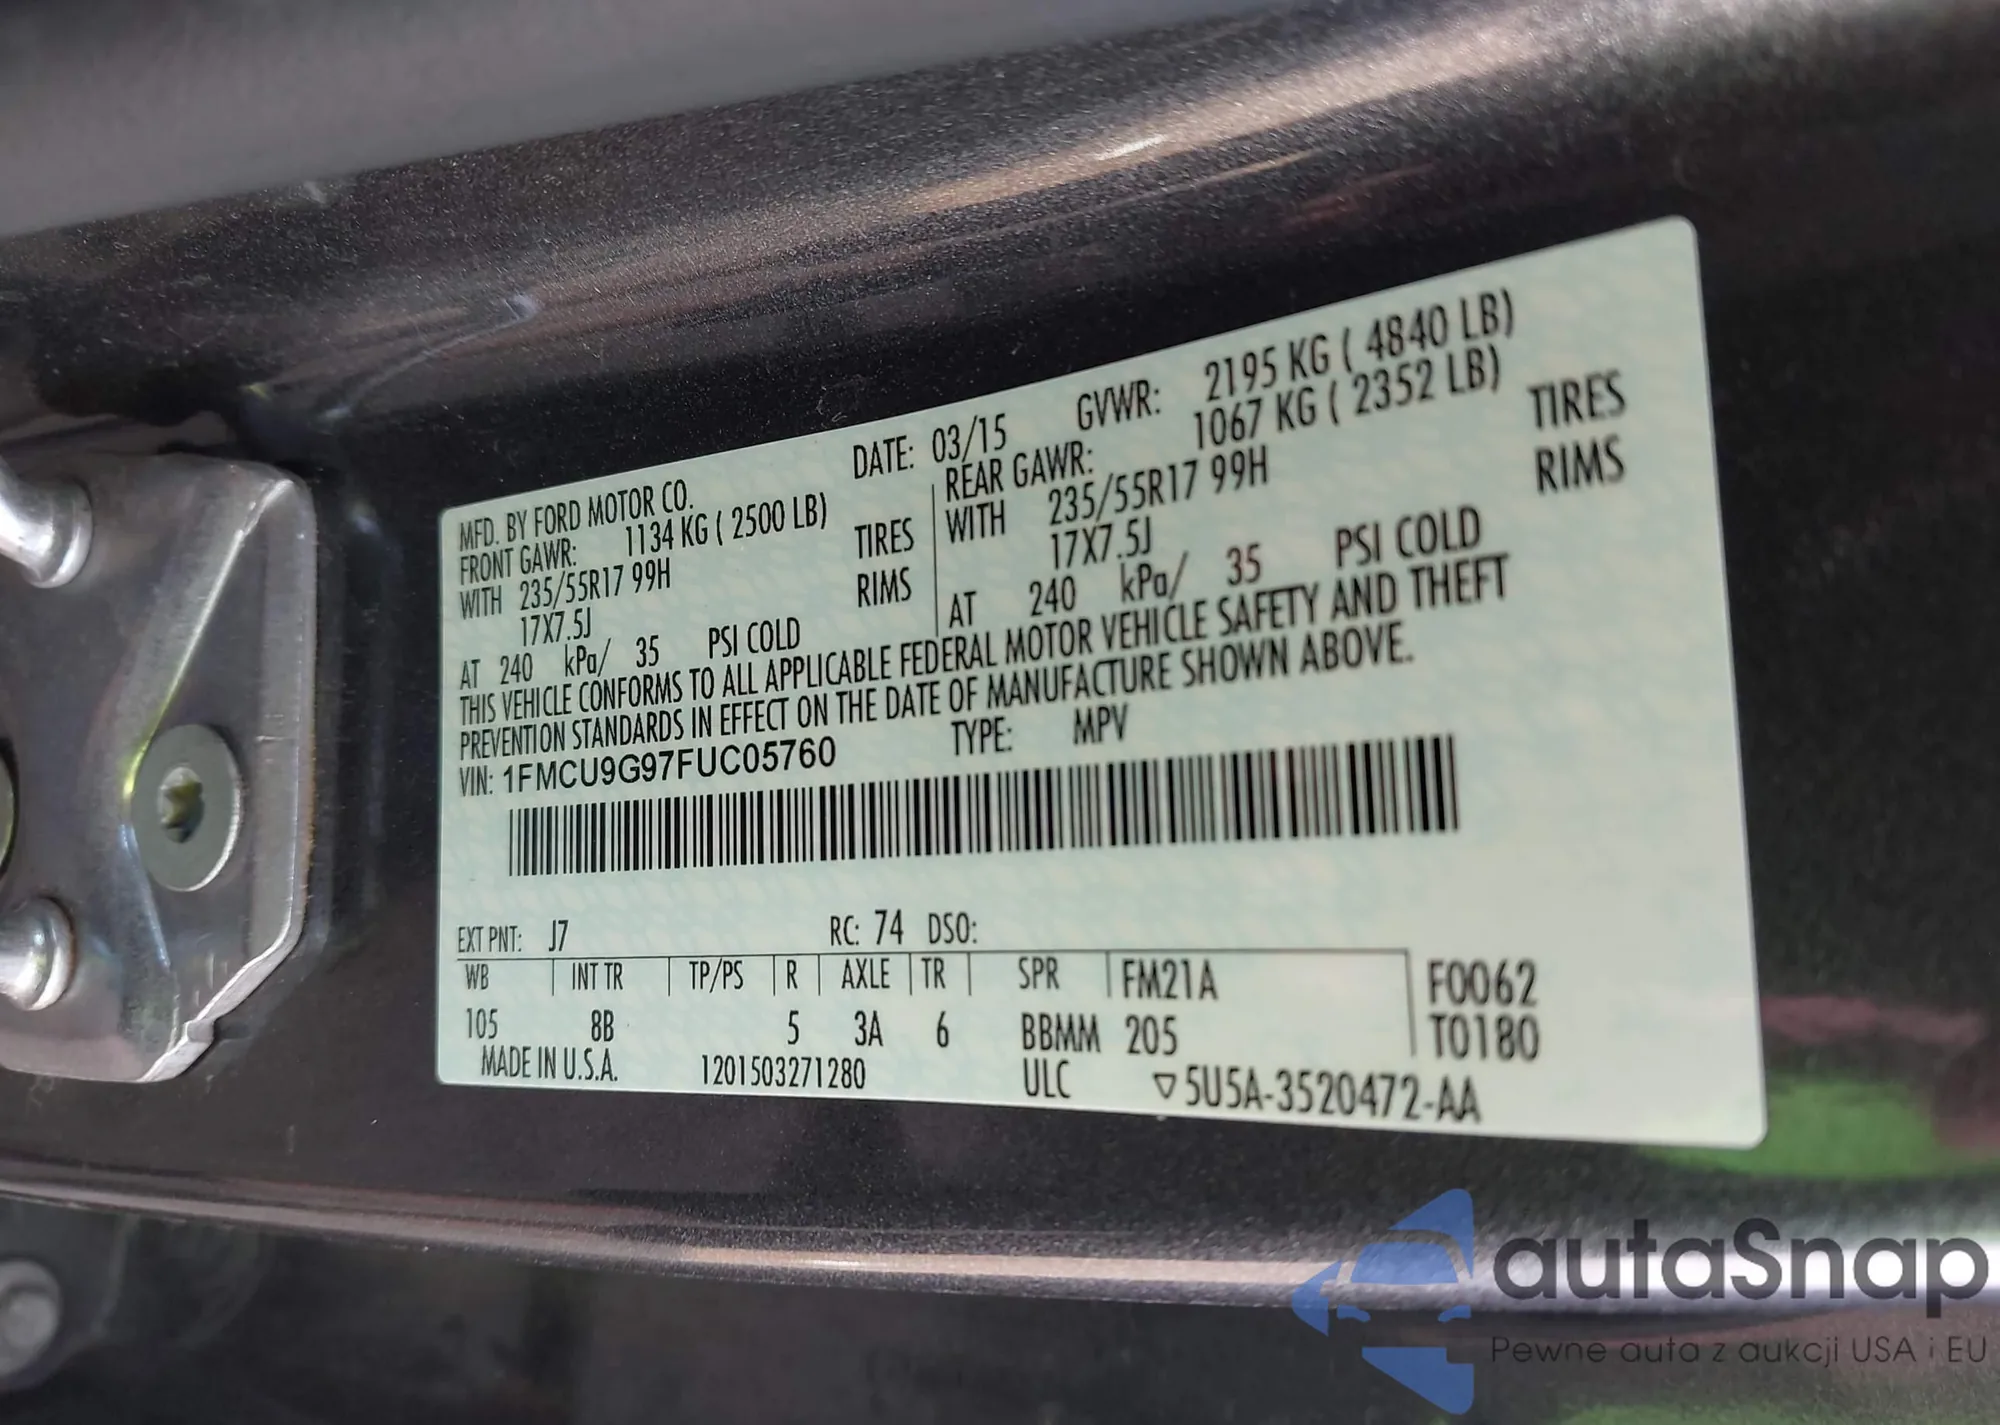 MFD. BY FORD MOTOR CO. DATE: 03/15 GVWR: 2195 KG ( 4840 LB)
FRONT GAWR: 1134 KG ( 2500 LB) REAR GAWR: 1067 KG ( 2352 LB)
WITH 235/55R17 99H TIRES WITH 235/55R17 99H TIRES
17X7.5J RIMS 17X7.5J RIMS
AT 240 kPa/ 35 PSI COLD AT 240 kPa/ 35 PSI COLD
THIS VEHICLE CONFORMS TO ALL APPLICABLE FEDERAL MOTOR VEHICLE SAFETY AND THEFT
PREVENTION STANDARDS IN EFFECT ON THE DATE OF MANUFACTURE SHOWN ABOVE.
VIN: 1FMCU9G97FUC05760 TYPE: MPV
EXT PNT: J7 RC: 74 DSO:
WB INT TR TP/PS R AXLE TR SPR FM21A F0062
105 8B 5 3A 6 BBMM 205 T0180
MADE IN U.S.A. 1201503271280 ULC ▽5U5A-3520472-AA
autaSnap
Pewne auta z aukcji USA i EU